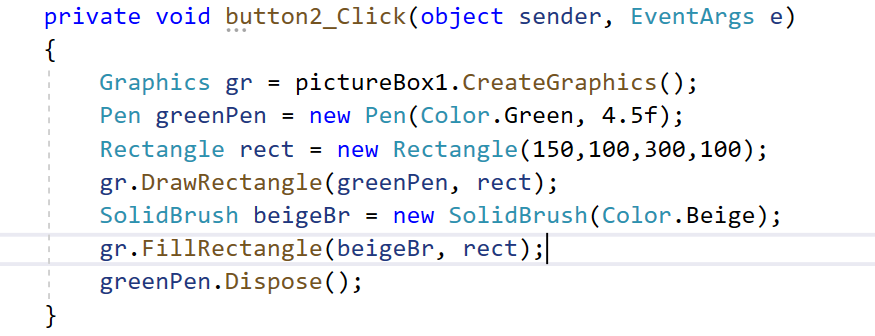 private void button2_Click(object sender, EventArgs e)
{
Graphics gr = pictureBox1.CreateGraphics();
Pen greenPen = new Pen(Color.Green, 4.5f);
Rectangle rect = new Rectangle(150,100,300,100);
gr.DrawRectangle(greenPen, rect);
SolidBrush beigeBr = new SolidBrush(Color.Beige);
gr.FillRectangle(beigeBr, rect);
greenPen.Dispose();
}